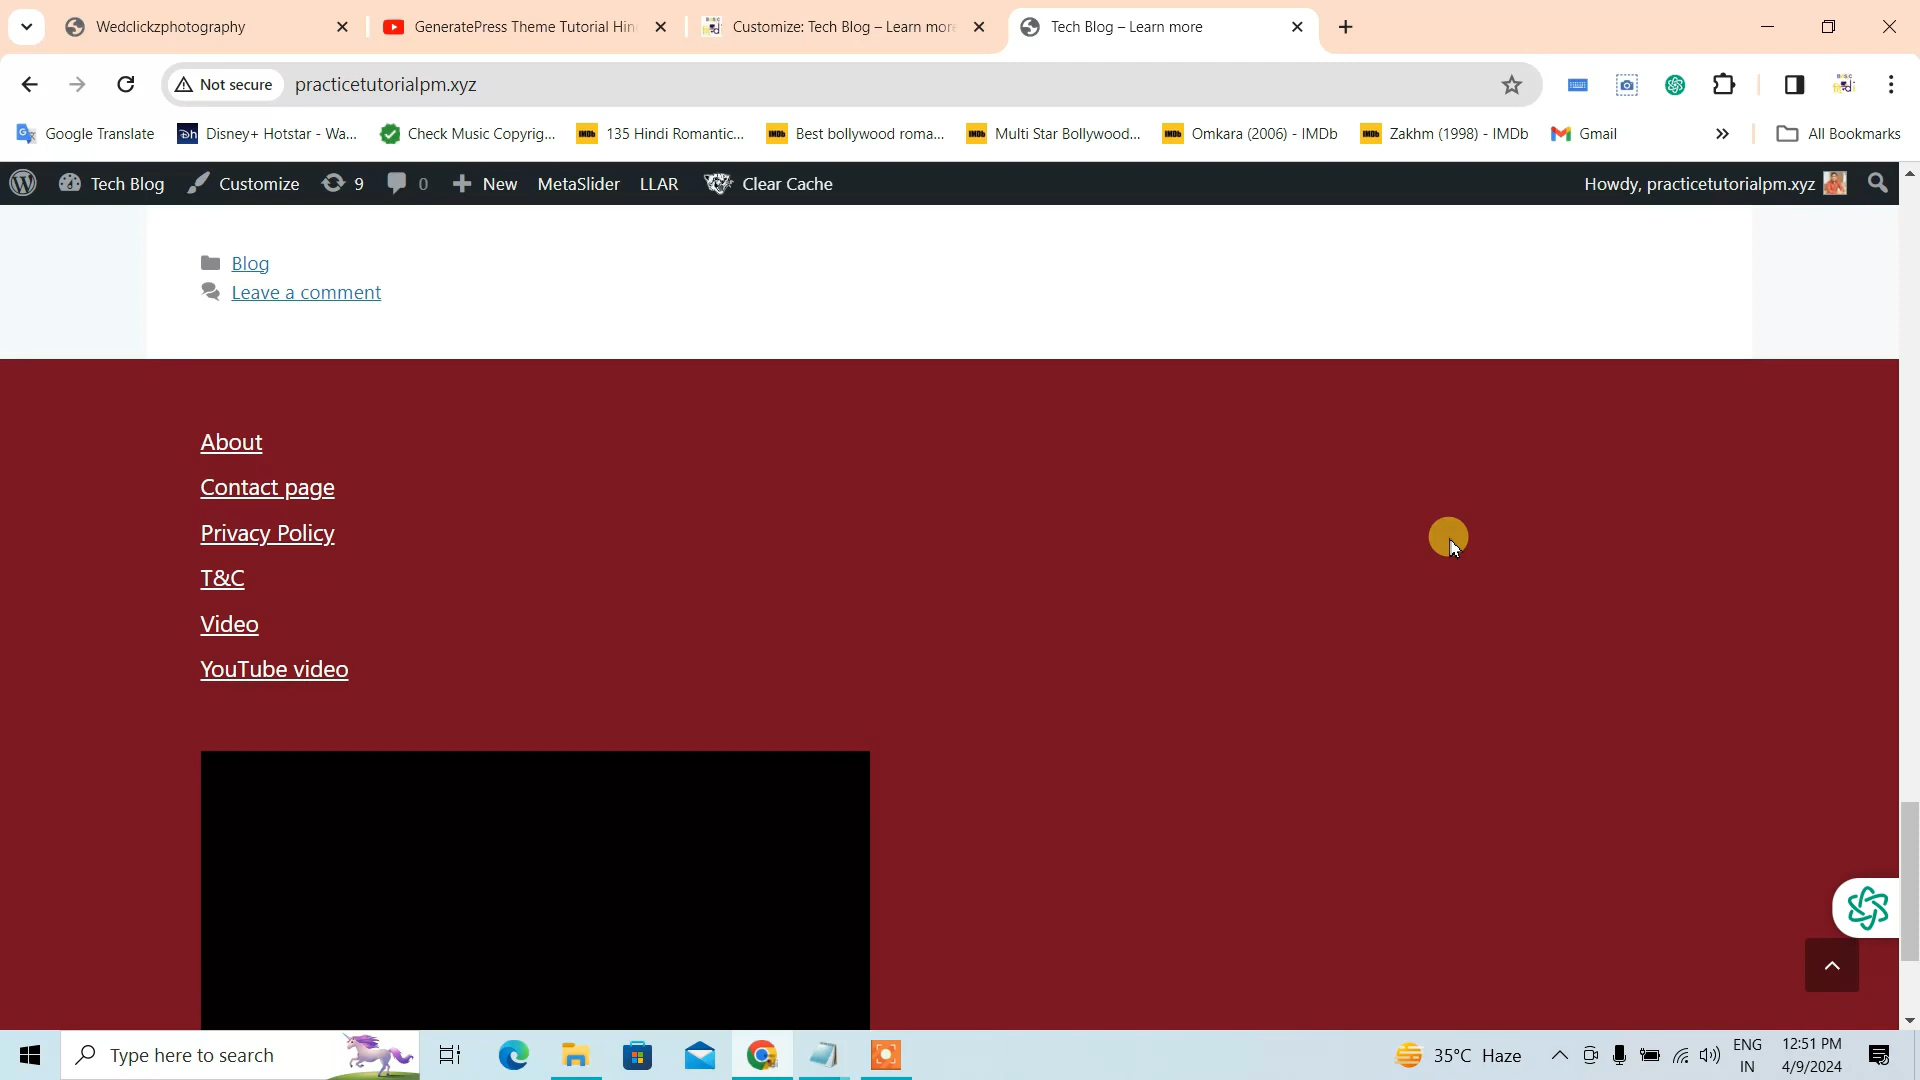 Wedclickzphotography
GeneratePress Theme Tutorial Hin
Customize: Tech Blog – Learn more
Tech Blog – Learn more
Not secure
practicetutorialpm.xyz
Google Translate
Disney+ Hotstar - Wa...
Check Music Copyrig...
135 Hindi Romantic...
Best bollywood roma...
Multi Star Bollywood...
Omkara (2006) - IMDb
Zakhm (1998) - IMDb
Gmail
All Bookmarks
Tech Blog
Customize
9
0
New
MetaSlider
LLAR
Clear Cache
Howdy, practicetutorialpm.xyz
Blog
Leave a comment
About
Contact page
Privacy Policy
T&C
Video
YouTube video
Type here to search
35°C Haze
ENG
IN
12:51 PM
4/9/2024